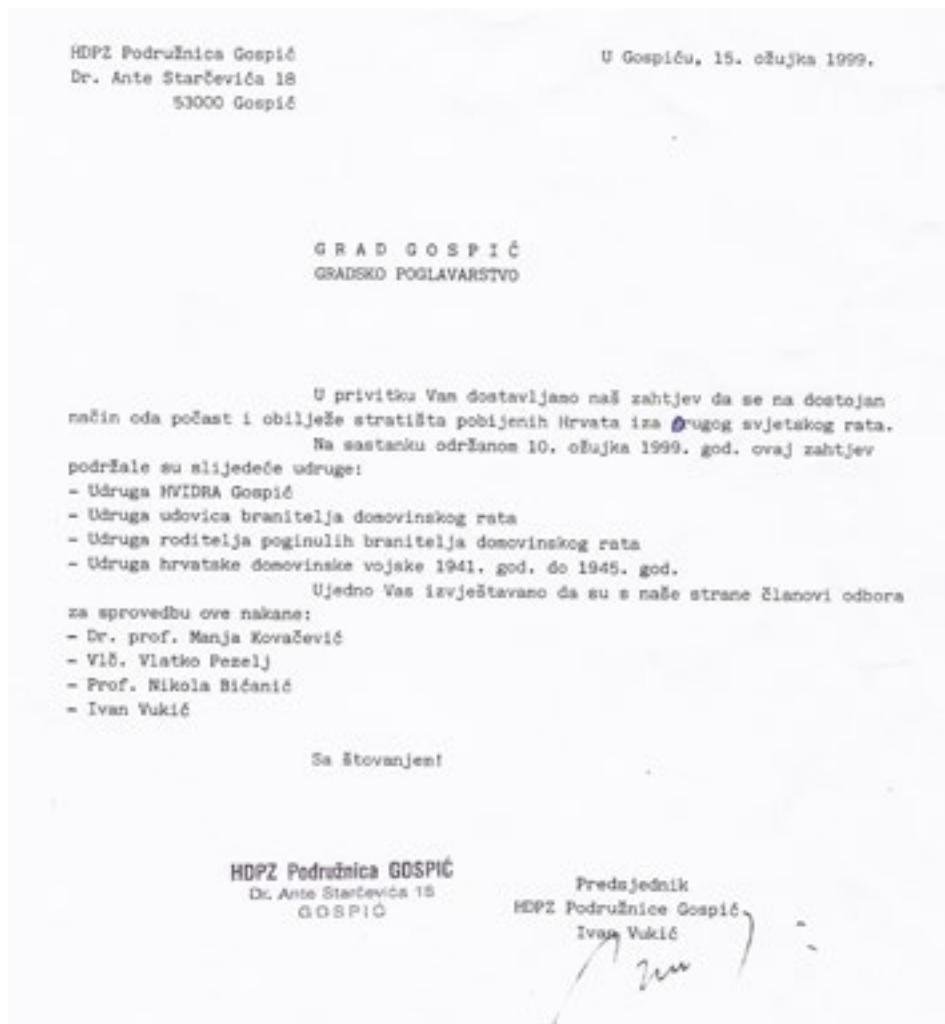 HDPZ Podružnica Gospić
Dr. Ante Starčevića 18
53000 Gospić
U Gospiću, 15. ožujka 1999.
G R A D G O S P I Ć
GRADSKO POGLAVARSTVO
U privitku Vam dostavljamo naš zahtjev da se na dostojan
način oda počast i obilježe stratišta pobijenih Hrvata iza Drugog svjetskog rata.
Na sastanku održanom 10. ožujka 1999. god. ovaj zahtjev
podržale su slijedeće udruge:
- Udruga HVIDRA Gospić
- Udruga udovica branitelja domovinskog rata
- Udruga roditelja poginulih branitelja domovinskog rata
- Udruga hrvatske domovinske vojske 1941. god. do 1945. god.
Ujedno Vas izvještavamo da su s naše strane članovi odbora
za sprovedbu ove nakane:
- Dr. prof. Manja Kovačević
- Vlč. Vlatko Pezelj
- Prof. Nikola Bićanić
- Ivan Vukić
Sa štovanjem!
HDPZ Podružnica GOSPIĆ
Dr. Ante Starčevića 18
GOSPIĆ
Predsjednik
HDPZ Podružnice Gospić
Ivan Vukić